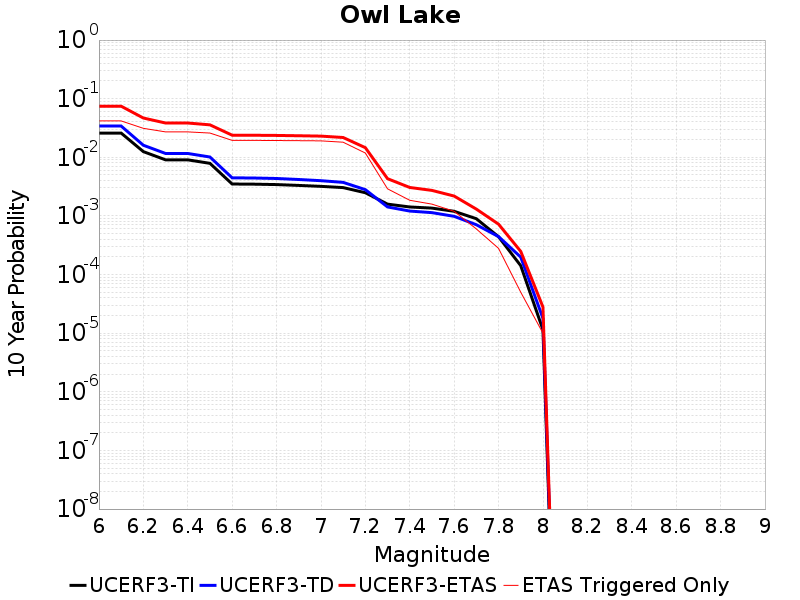 Owl Lake
10^0
10^-1
10^-2
10^-3
10^-4
10^-5
10^-6
10^-7
10^-8
10 Year Probability
6 6.2 6.4 6.6 6.8 7 7.2 7.4 7.6 7.8 8 8.2 8.4 8.6 8.8 9
Magnitude
UCERF3-TI UCERF3-TD UCERF3-ETAS ETAS Triggered Only